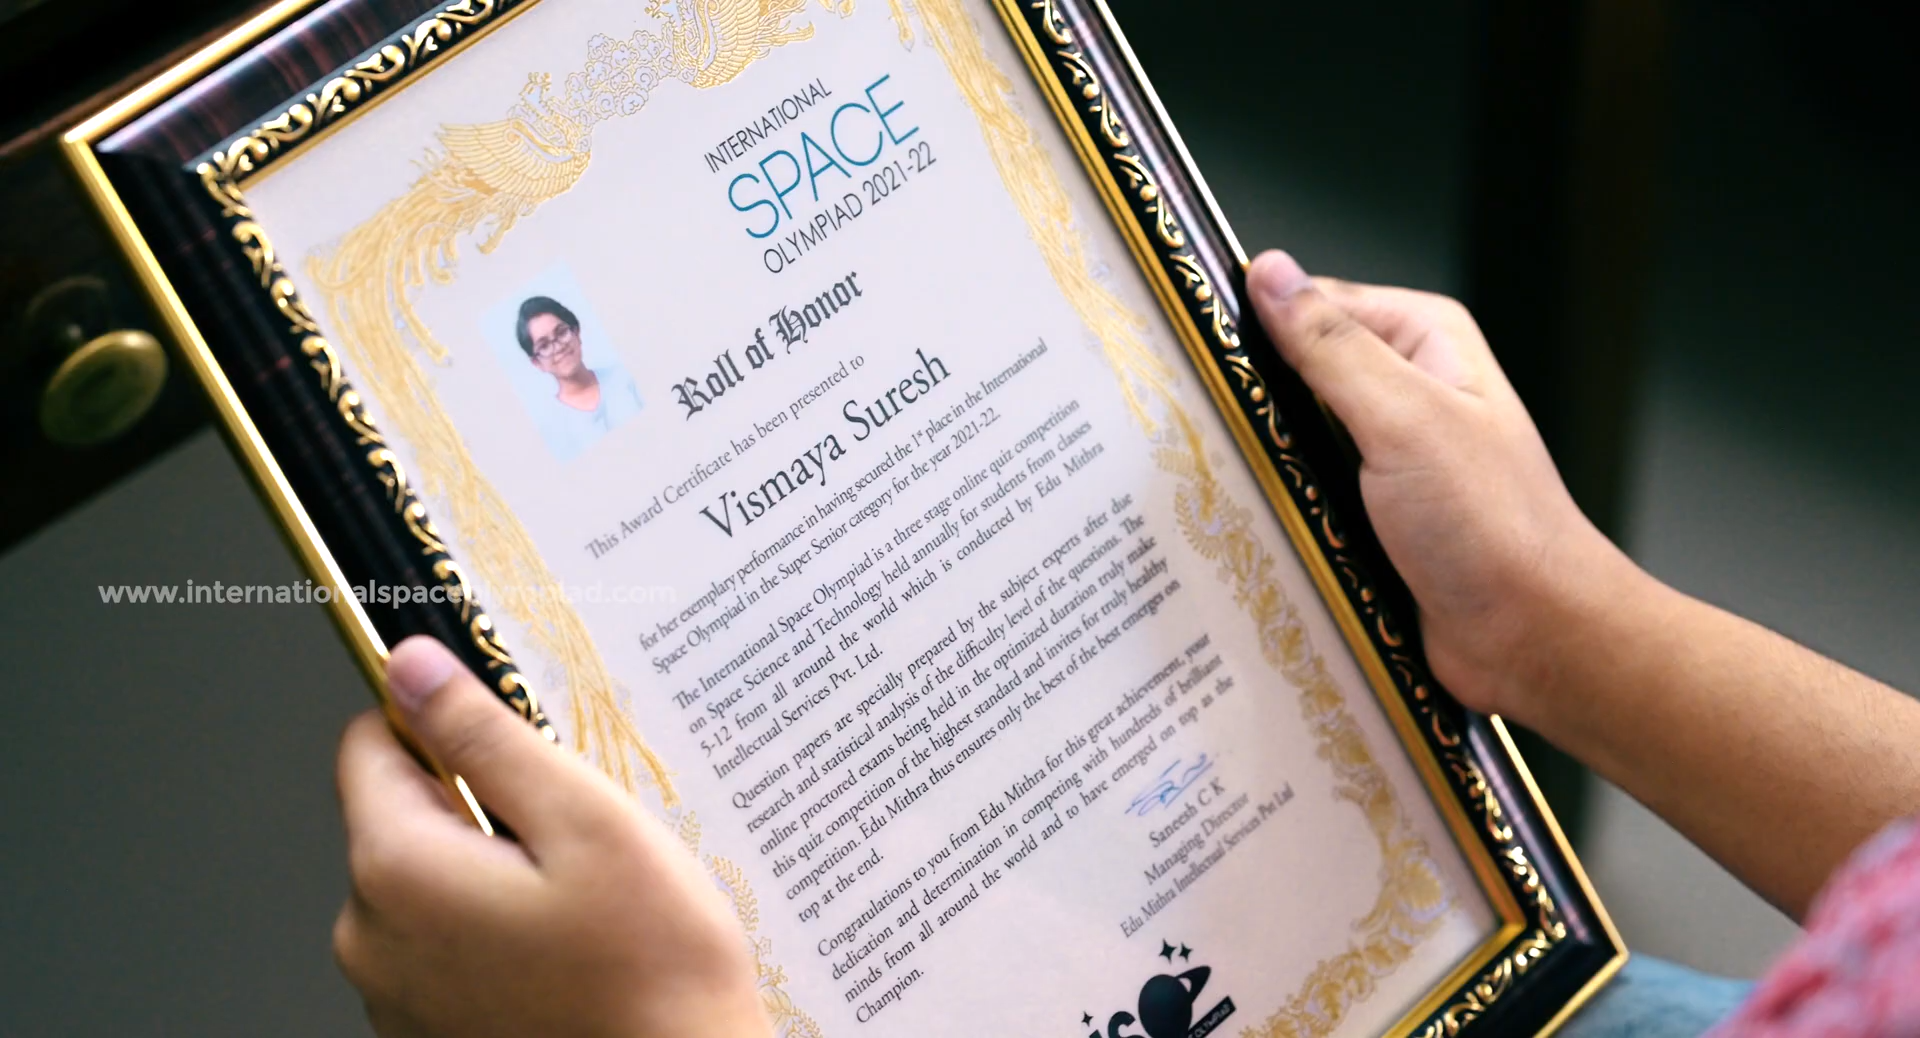 INTERNATIONAL
SPACE
OLYMPIAD 2021-22
Roll of Honor
This Award Certificate has been presented to
Vismaya Suresh
for her exemplary performance in having secured the 1st place in the International
Space Olympiad in the Super Senior category for the year 2021-22.
The International Space Olympiad is a three stage online quiz competition
on Space Science and Technology held annually for students from classes
5-12 from all around the world which is conducted by Edu Mithra
Intellectual Services Pvt. Ltd.
Question papers are specially prepared by the subject experts after due
research and statistical analysis of the difficulty level of the questions. The
online proctored exams being held in the optimized duration truly make
this quiz competition of the highest standard and invites for truly healthy
competition. Edu Mithra thus ensures only the best of the best emerges on
top at the end.
Congratulations to you from Edu Mithra for this great achievement, your
dedication and determination in competing with hundreds of brilliant
minds from all around the world and to have emerged on top as the
Champion.
Saneesh C K
Managing Director
Edu Mithra Intellectual Services Pvt Ltd
isO
OLYMPIAD
www.internationalspaceolympiad.com